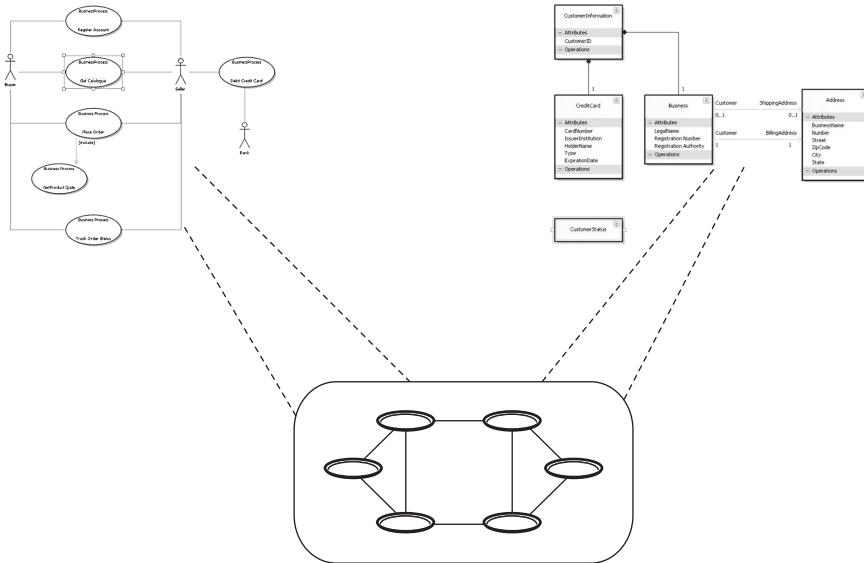 BusinessProcess
Register Account
BusinessProcess
Get Catalogue
Buyer
Seller
BusinessProcess
Debit Credit Card
Bank
Business Process
Place Order
[include]
Business Process
GetProduct Quote
Business Process
Track Order Status
CustomerInformation
Attributes
CustomerID
Operations
1
1
CreditCard
Attributes
CardNumber
IssuerInstitution
HolderName
Type
ExpirationDate
Operations
Business
Attributes
LegalName
Registration Number
Registration Authority
Operations
Customer ShippingAddress
0..1 0..1
Customer BillingAddress
1 1
Address
Attributes
BusinessName
Number
Street
ZipCode
City
State
Operations
CustomerStatus